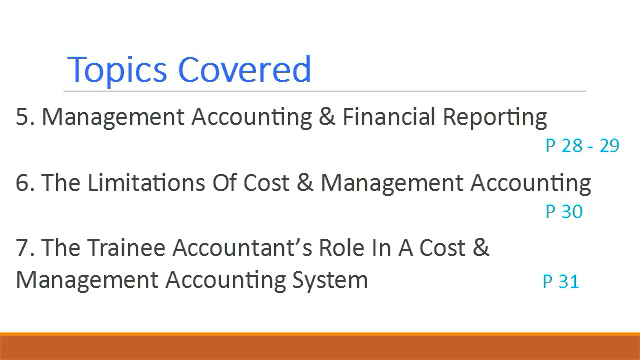 Topics Covered
5. Management Accounting & Financial Reporting
P 28 - 29
6. The Limitations Of Cost & Management Accounting
P 30
7. The Trainee Accountant’s Role In A Cost &
Management Accounting System P 31